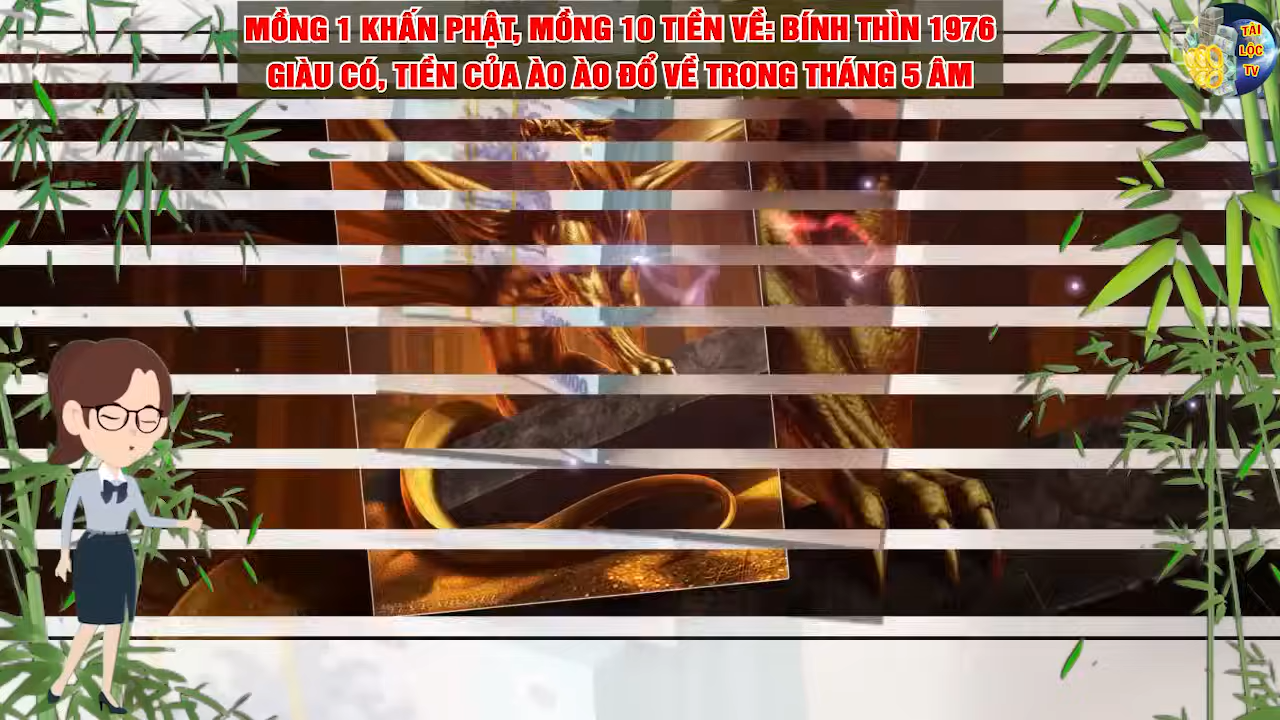 MỒNG 1 KHẤN PHẬT, MỒNG 10 TIỀN VỀ: BÍNH THÌN 1976
GIÀU CÓ, TIỀN CỦA ÀO ÀO ĐỔ VỀ TRONG THÁNG 5 ÂM
TÀI
LỘC
TV